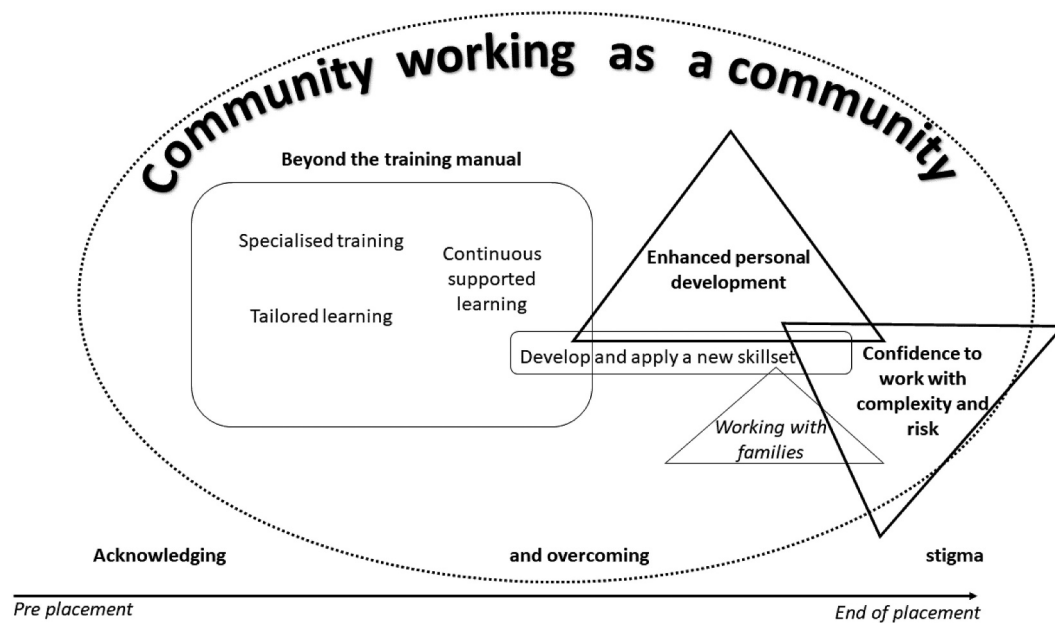 Community working as a community
Beyond the training manual
Specialised training
Continuous
supported
learning
Tailored learning
Enhanced personal
development
Develop and apply a new skillset
Confidence to
work with
complexity and
risk
Working with
families
Acknowledging and overcoming stigma
Pre placement End of placement